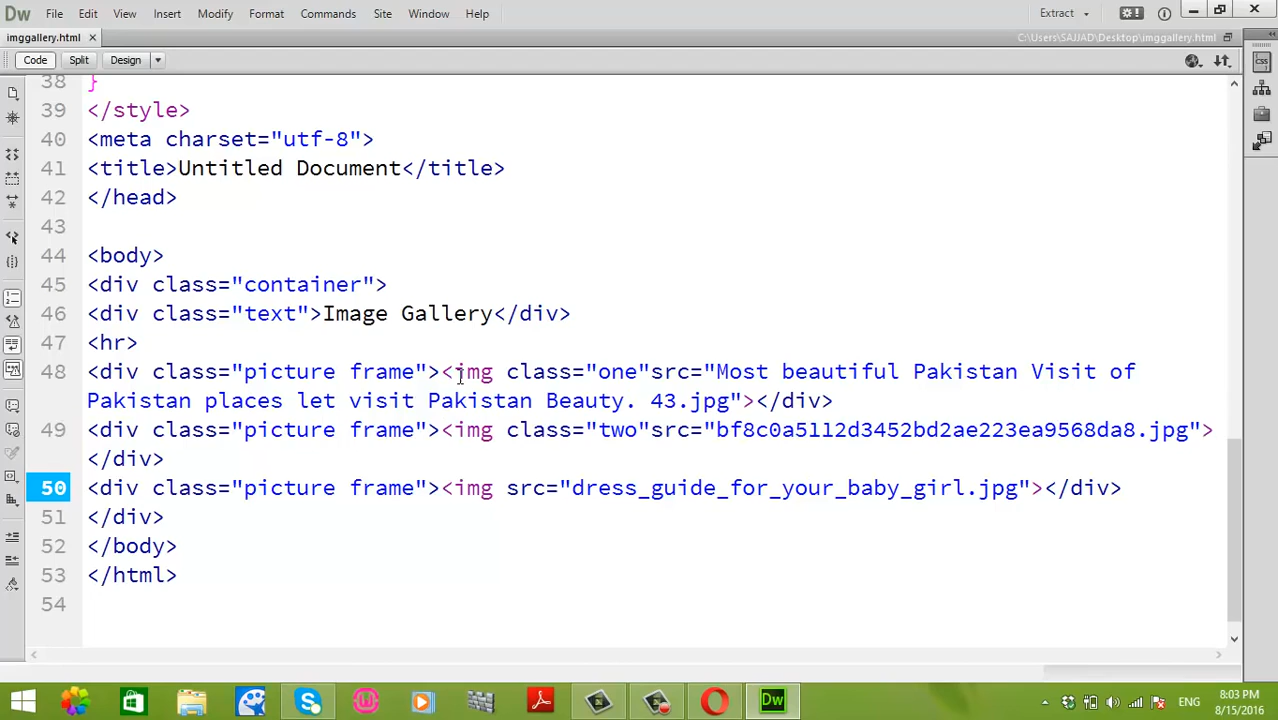 Dw File Edit View Insert Modify Format Commands Site Window Help Extract
imggallery.html × C:\Users\SAJJAD\Desktop\imggallery.html
Code Split Design
38 }
39 </style>
40 <meta charset="utf-8">
41 <title>Untitled Document</title>
42 </head>
43
44 <body>
45 <div class="container">
46 <div class="text">Image Gallery</div>
47 <hr>
48 <div class="picture frame"><img class="one"src="Most beautiful Pakistan Visit of
Pakistan places let visit Pakistan Beauty. 43.jpg"></div>
49 <div class="picture frame"><img class="two"src="bf8c0a5112d3452bd2ae223ea9568da8.jpg">
</div>
50 <div class="picture frame"><img src="dress_guide_for_your_baby_girl.jpg"></div>
51 </div>
52 </body>
53 </html>
54
CSS
Dw
ENG
8:03 PM
8/15/2016